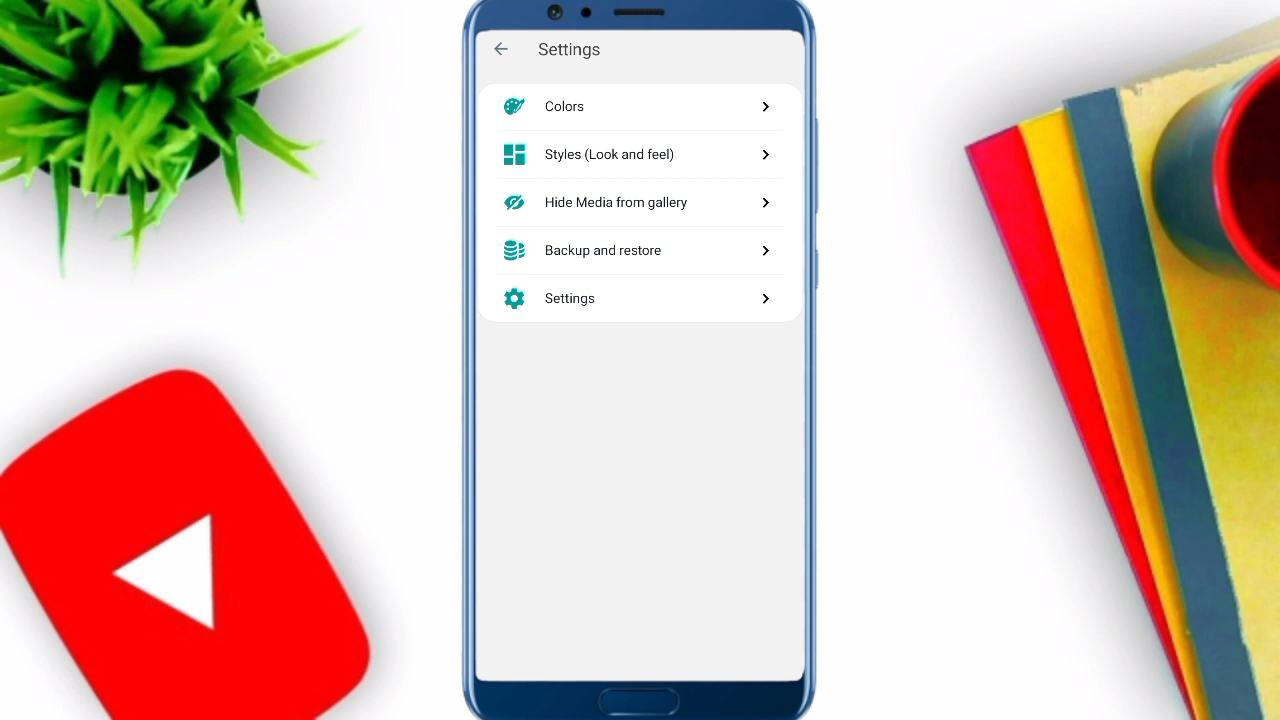 Settings
Colors
Styles (Look and feel)
Hide Media from gallery
Backup and restore
Settings